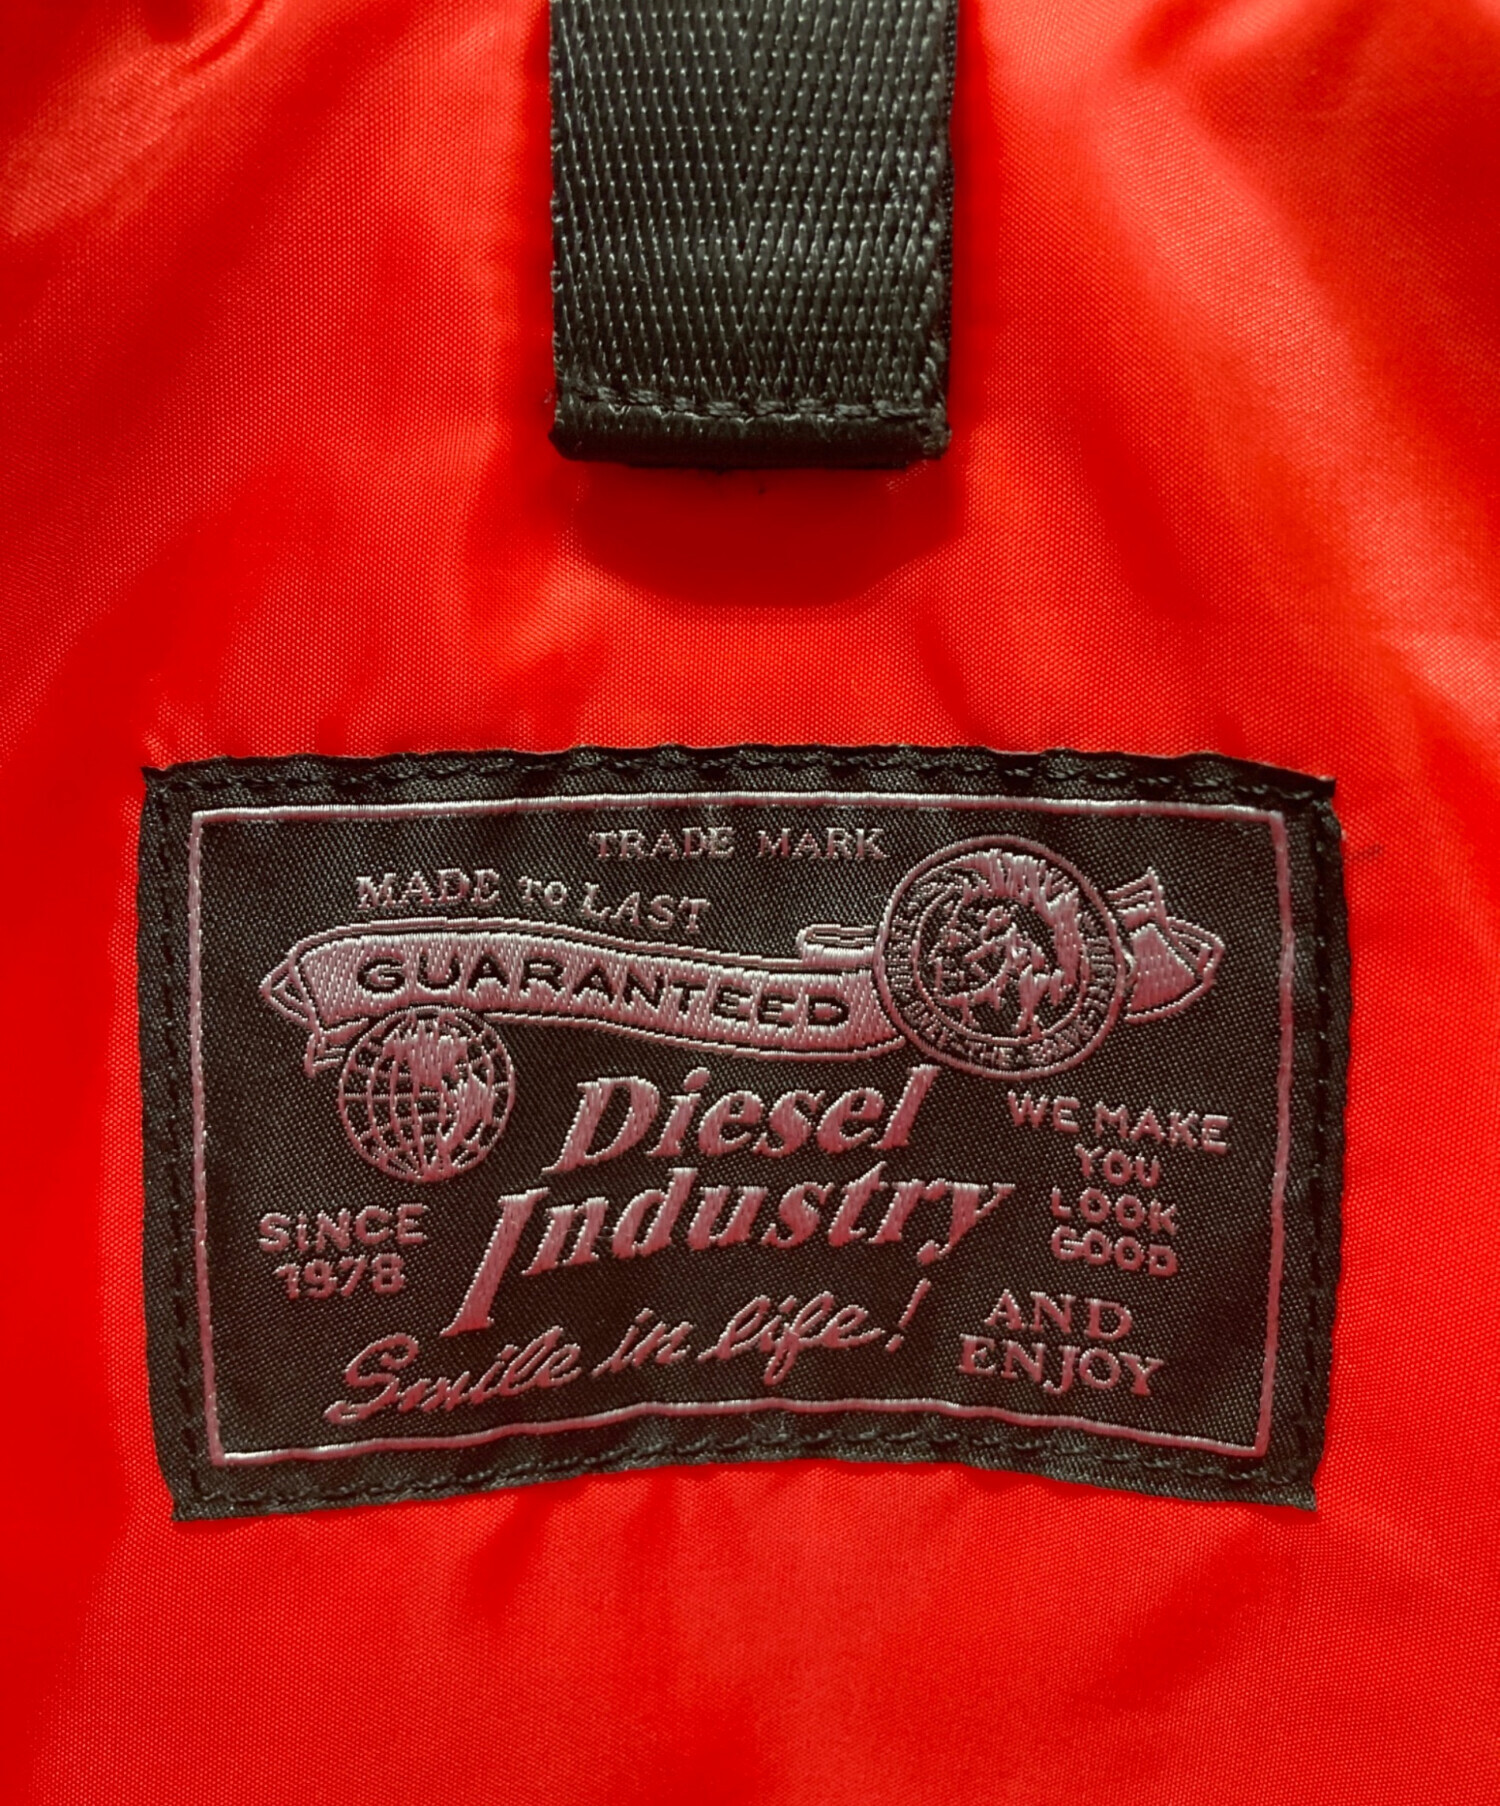 TRADE MARK
MADE TO LAST
GUARANTEED
Diesel
Industry
SINCE
1978
WE MAKE
YOU
LOOK
GOOD
AND
ENJOY
Smile in life!